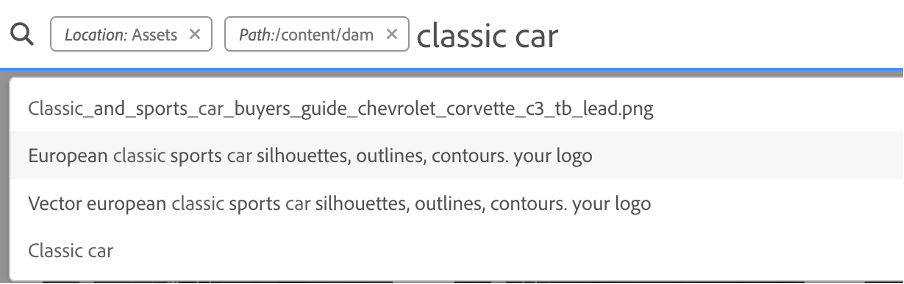 Location: Assets × Path:/content/dam × classic car
Classic_and_sports_car_buyers_guide_chevrolet_corvette_c3_tb_lead.png
European classic sports car silhouettes, outlines, contours. your logo
Vector european classic sports car silhouettes, outlines, contours. your logo
Classic car